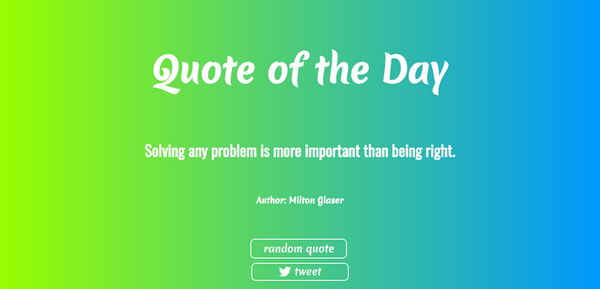 Quote of the Day
Solving any problem is more important than being right.
Author: Milton Glaser
random quote
tweet